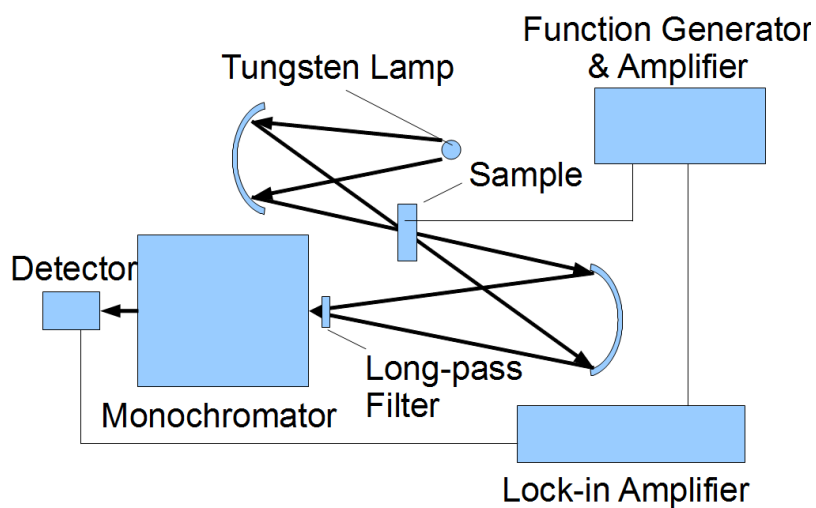 Function Generator
& Amplifier
Tungsten Lamp
Sample
Detector
Long-pass
Filter
Monochromator
Lock-in Amplifier